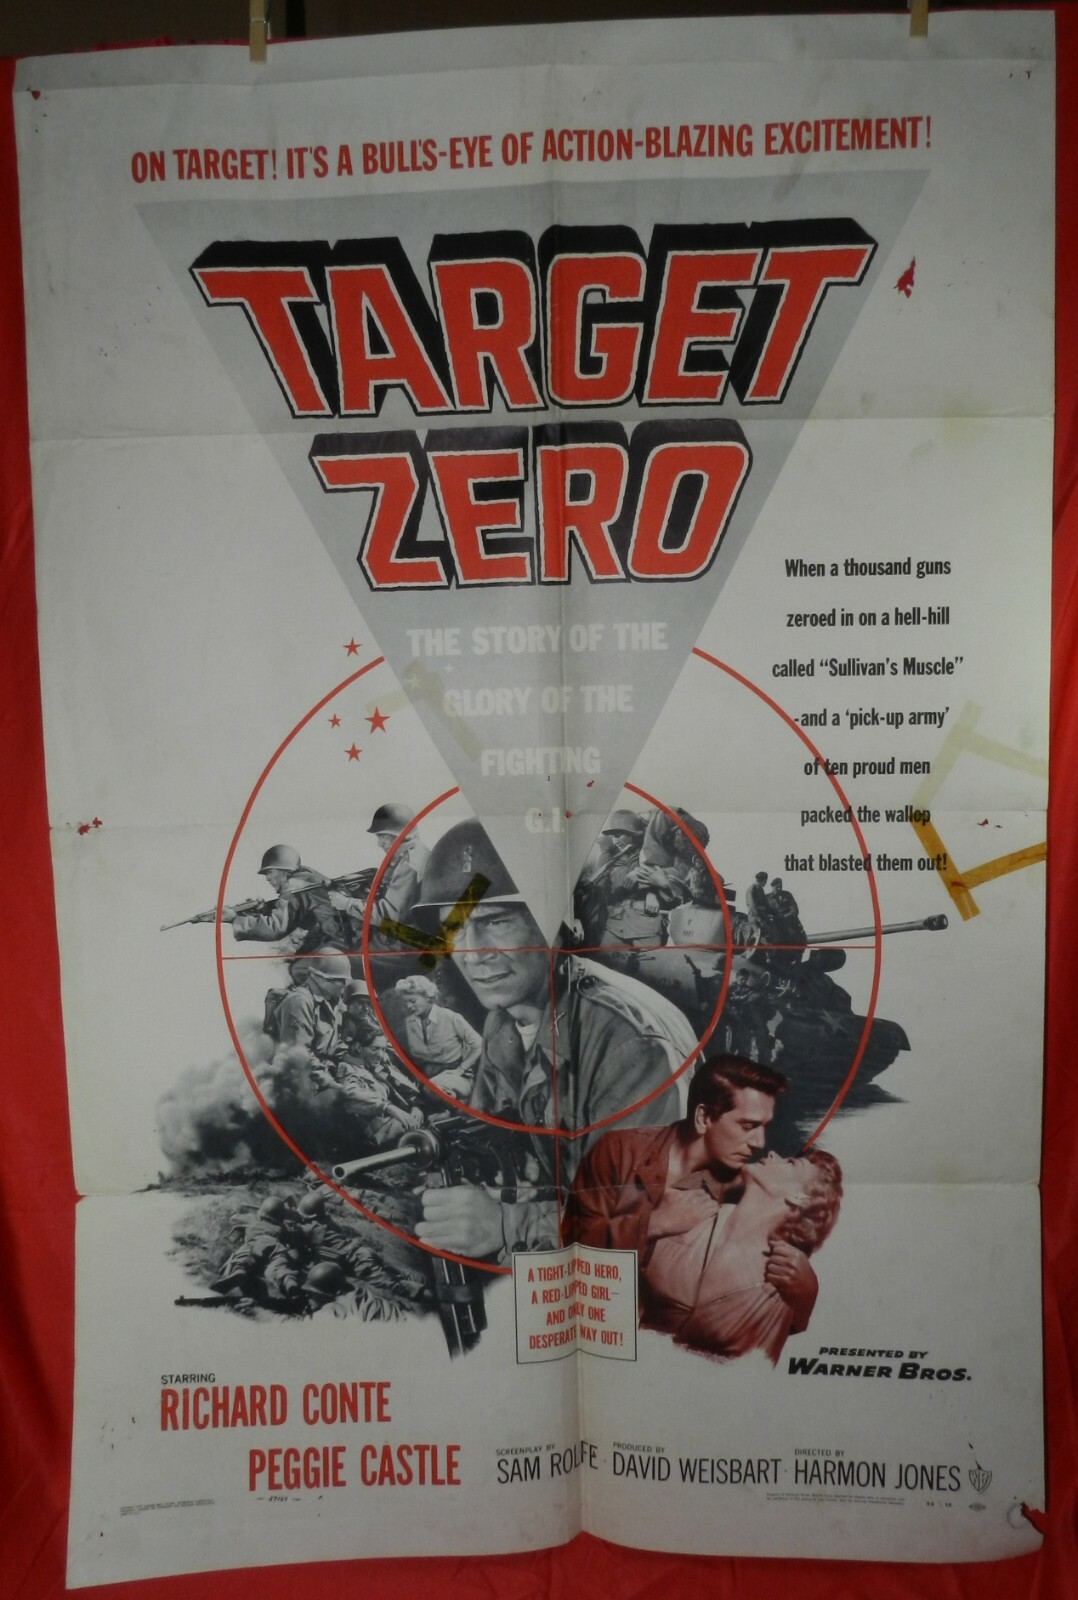 ON TARGET! IT'S A BULL'S-EYE OF ACTION-BLAZING EXCITEMENT!
TARGET
ZERO
THE STORY OF THE
GLORY OF THE
FIGHTING
G.I.
When a thousand guns
zeroed in on a hell-hill
called "Sullivan's Muscle"
-and a 'pick-up army'
of ten proud men
packed the wallop
that blasted them out!
A TIGHT-LIPPED HERO,
A RED-LIPPED GIRL—
AND ONLY ONE
DESPERATE WAY OUT!
PRESENTED BY
WARNER BROS.
STARRING
RICHARD CONTE
PEGGIE CASTLE
SCREENPLAY BY
SAM ROLFE
PRODUCED BY
DAVID WEISBART
DIRECTED BY
HARMON JONES